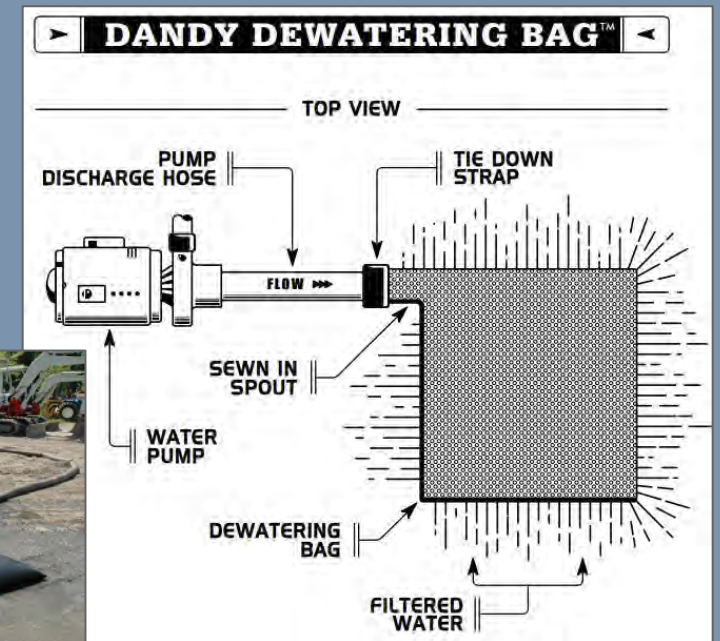 DANDY DEWATERING BAG™
TOP VIEW
PUMP
DISCHARGE HOSE
TIE DOWN
STRAP
FLOW
SEWN IN
SPOUT
WATER
PUMP
DEWATERING
BAG
FILTERED
WATER